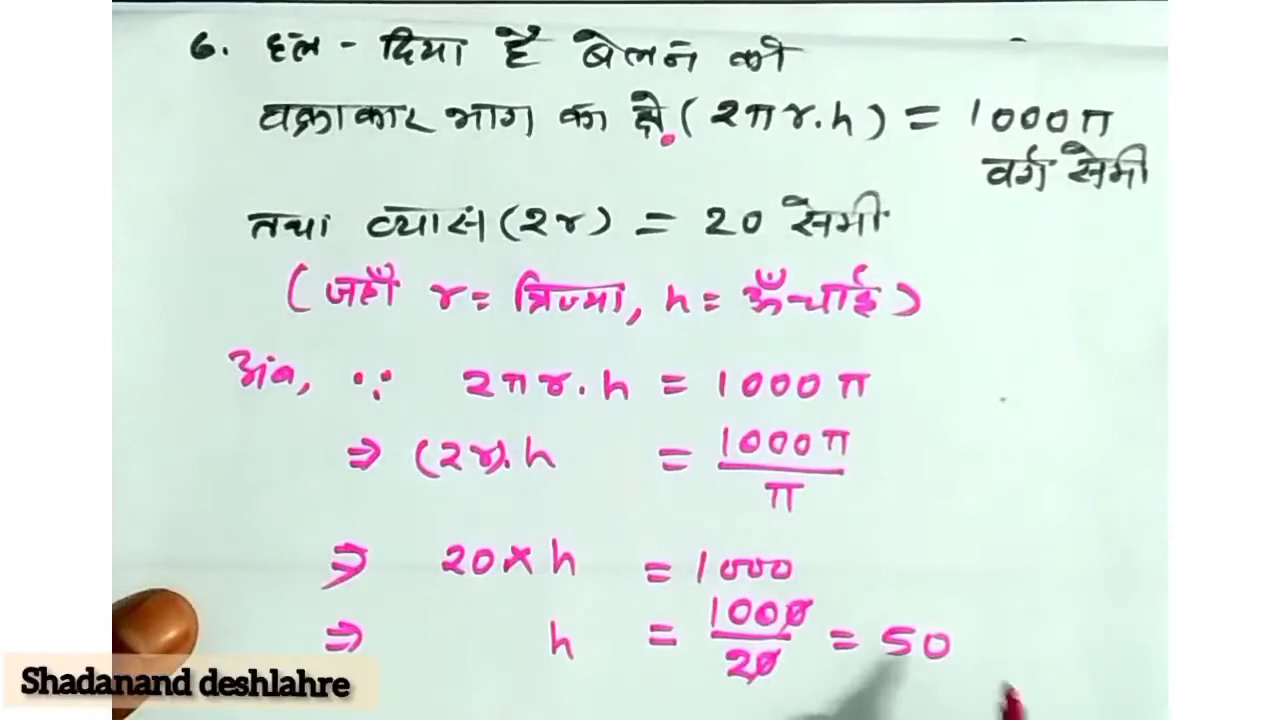 6. हल - दिया है बेलन की
वक्राकार भाग का क्षे.(2πr.h) = 1000π
वर्ग सेमी
तथा व्यास(2r) = 20 सेमी
(जहाँ r= त्रिज्या, h= ऊँचाई)
अब, ∵ 2πr.h = 1000π
⇒ (2r).h = 1000π/π
⇒ 20×h = 1000
⇒ h = 1000/20 = 50
Shadanand deshlahre